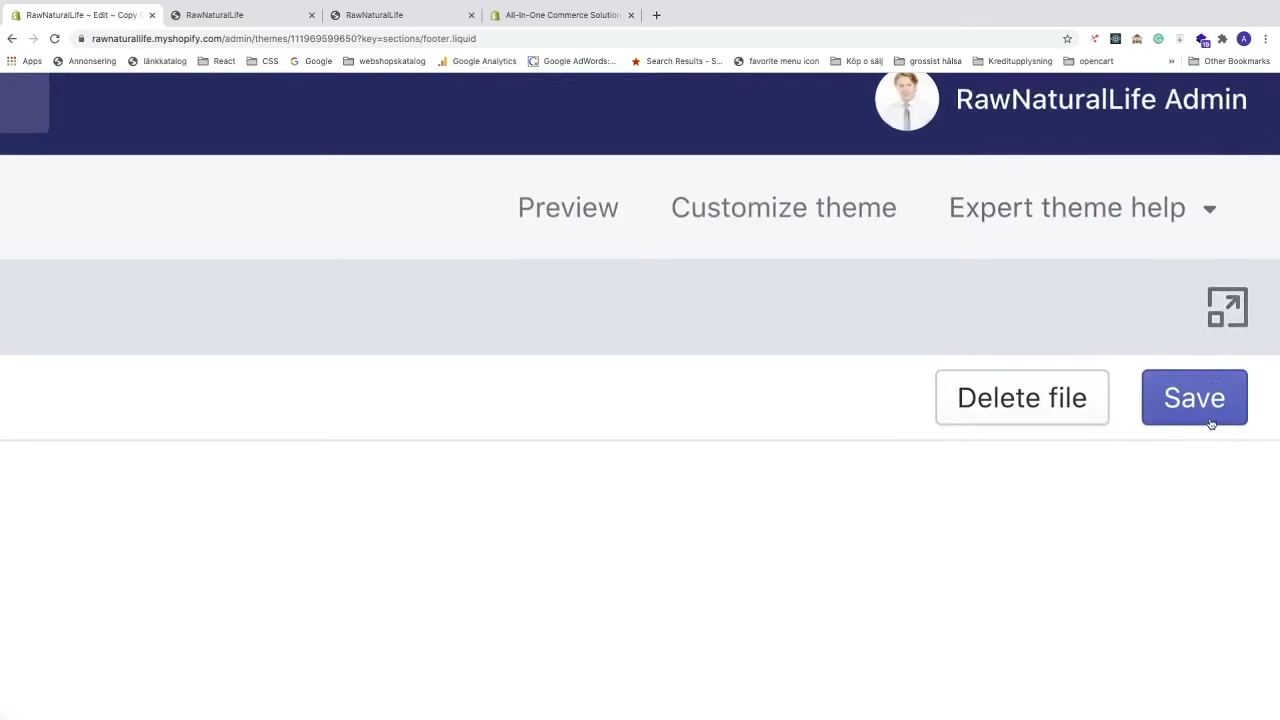 RawNaturalLife ~ Edit ~ Copy
RawNaturalLife
RawNaturalLife
All-In-One Commerce Solution
rawnaturallife.myshopify.com/admin/themes/111969599650?key=sections/footer.liquid
19
A
Apps
Annonsering
länkkatalog
React
CSS
Google
webshopskatalog
Google Analytics
Google AdWords:...
Search Results - S...
favorite menu icon
Köp o sälj
grossist hälsa
Kreditupplysning
opencart
»
Other Bookmarks
RawNaturalLife Admin
Preview
Customize theme
Expert theme help
Delete file
Save